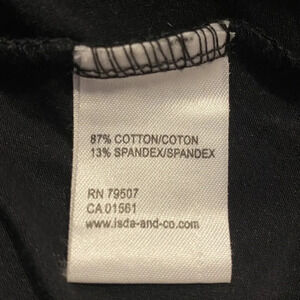 87% COTTON/COTON
13% SPANDEX/SPANDEX
RN 79507
CA 01561
www.isda-and-co.com